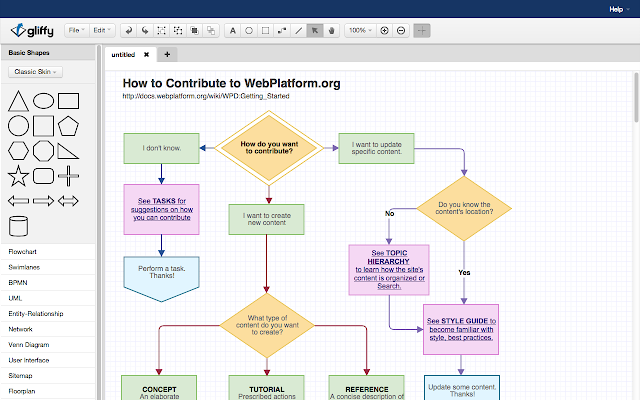 Help
gliffy
File
Edit
100%
Basic Shapes
untitled
Classic Skin
How to Contribute to WebPlatform.org
http://docs.webplatform.org/wiki/WPD:Getting_Started
I don't know.
How do you want
to contribute?
I want to update
specific content.
See TASKS for
suggestions on how
you can contribute
I want to create
new content
Do you know the
content's location?
No
See TOPIC
HIERARCHY
to learn how the site's
content is organized or
Search.
Yes
Perform a task.
Thanks!
What type of
content do you want
to create?
See STYLE GUIDE to
become familiar with
style, best practices.
CONCEPT
An elaborate
TUTORIAL
Prescribed actions
REFERENCE
A concise description of
Update some content.
Thanks!
Flowchart
Swimlanes
BPMN
UML
Entity-Relationship
Network
Venn Diagram
User Interface
Sitemap
Floorplan